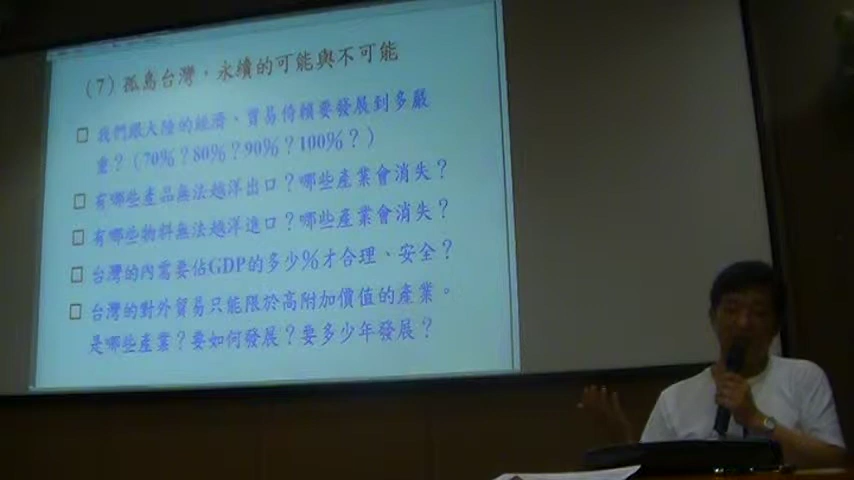 (7) 孤島台灣，永續的可能與不可能
□ 我們跟大陸的經濟、貿易倚賴要發展到多嚴
重？(70%？80%？90%？100%？)
□ 有哪些產品無法越洋出口？哪些產業會消失？
□ 有哪些物料無法越洋進口？哪些產業會消失？
□ 台灣的內需要佔GDP的多少%才合理、安全？
□ 台灣的對外貿易只能限於高附加價值的產業。
是哪些產業？要如何發展？要多少年發展？